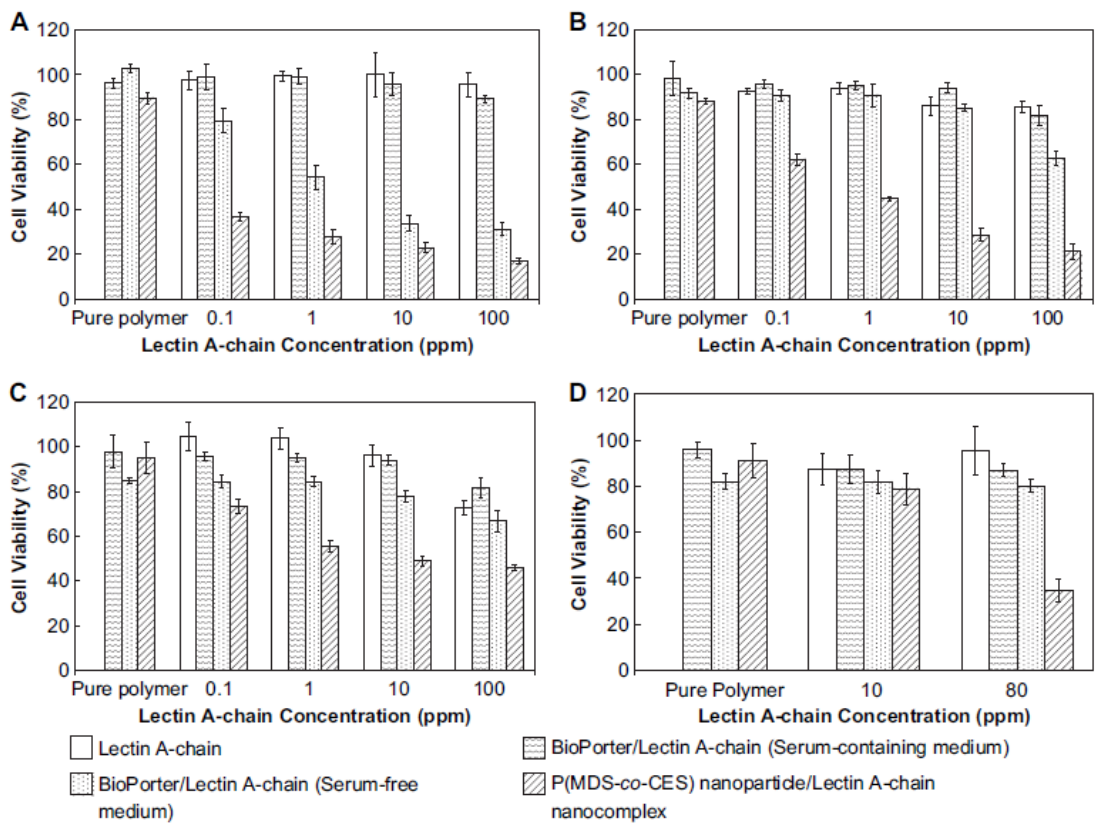 A
120
100
80
60
40
20
0
Cell Viability (%)
Pure polymer 0.1 1 10 100
Lectin A-chain Concentration (ppm)
B
120
100
80
60
40
20
0
Cell Viability (%)
Pure polymer 0.1 1 10 100
Lectin A-chain Concentration (ppm)
C
120
100
80
60
40
20
0
Cell Viability (%)
Pure polymer 0.1 1 10 100
Lectin A-chain Concentration (ppm)
D
120
100
80
60
40
20
0
Cell Viability (%)
Pure Polymer 10 80
Lectin A-chain Concentration (ppm)
Lectin A-chain
BioPorter/Lectin A-chain (Serum-containing medium)
BioPorter/Lectin A-chain (Serum-free
medium)
P(MDS-co-CES) nanoparticle/Lectin A-chain
nanocomplex